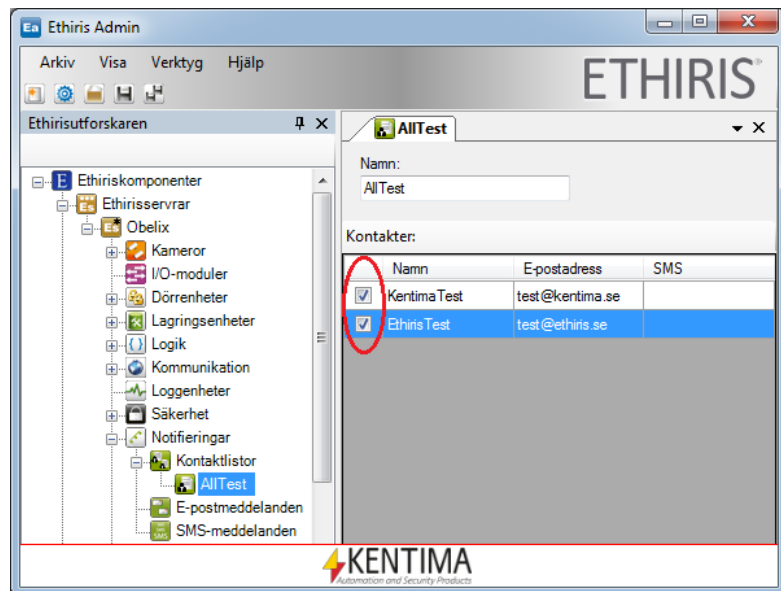 Ea Ethiris Admin
Arkiv Visa Verktyg Hjälp
ETHIRIS
Ethirisutforskaren
AllTest
Namn:
AllTest
Kontakter:
Namn E-postadress SMS
KentimaTest test@kentima.se
EthirisTest test@ethiris.se
Ethiriskomponenter
Ethirisservrar
Obelix
Kameror
I/O-moduler
Dörrenheter
Lagringsenheter
Logik
Kommunikation
Loggenheter
Säkerhet
Notifieringar
Kontaktlistor
AllTest
E-postmeddelanden
SMS-meddelanden
KENTIMA
Automation and Security Products